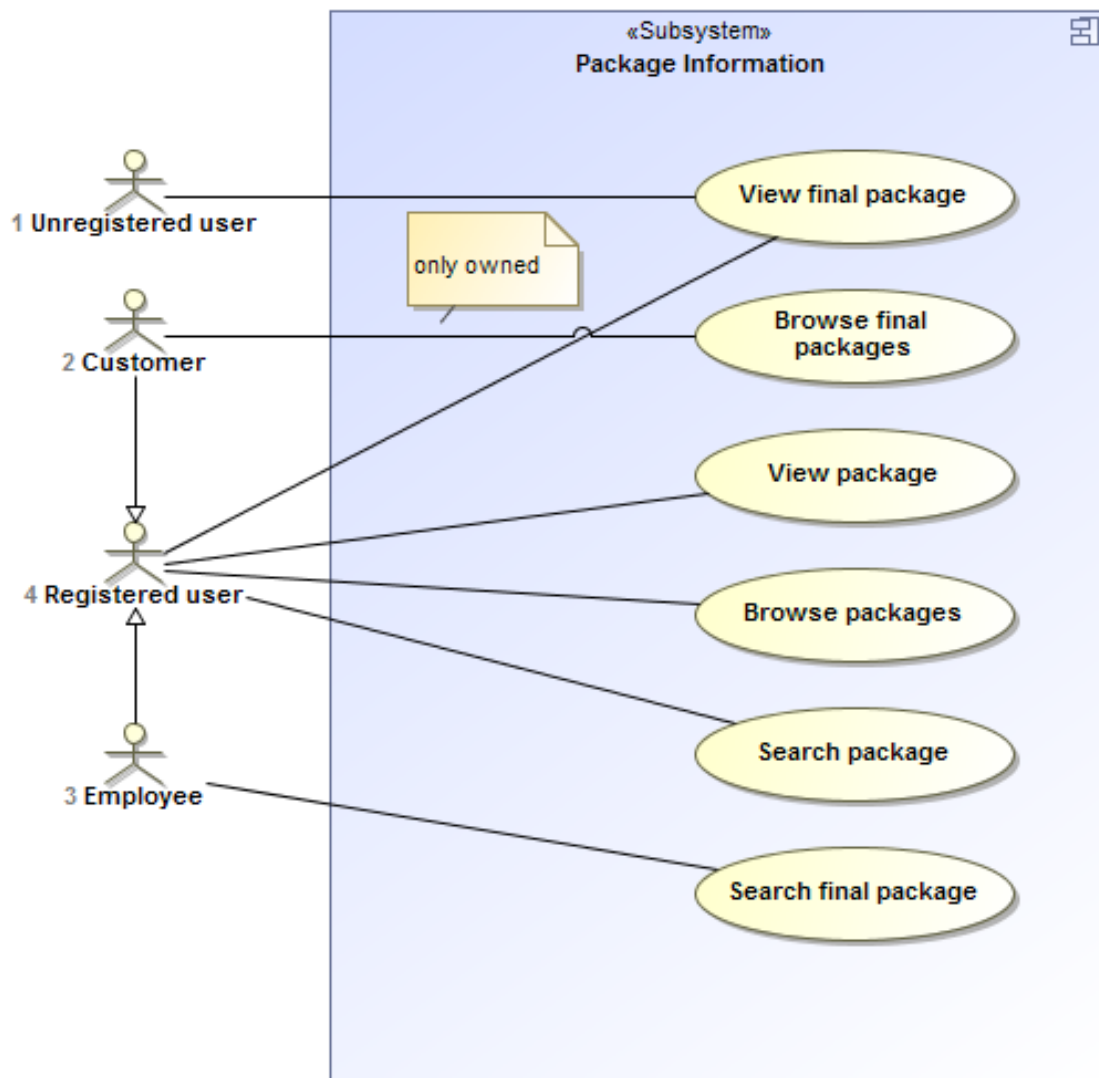 «Subsystem»
Package Information
1 Unregistered user
View final package
only owned
2 Customer
Browse final
packages
View package
4 Registered user
Browse packages
Search package
3 Employee
Search final package